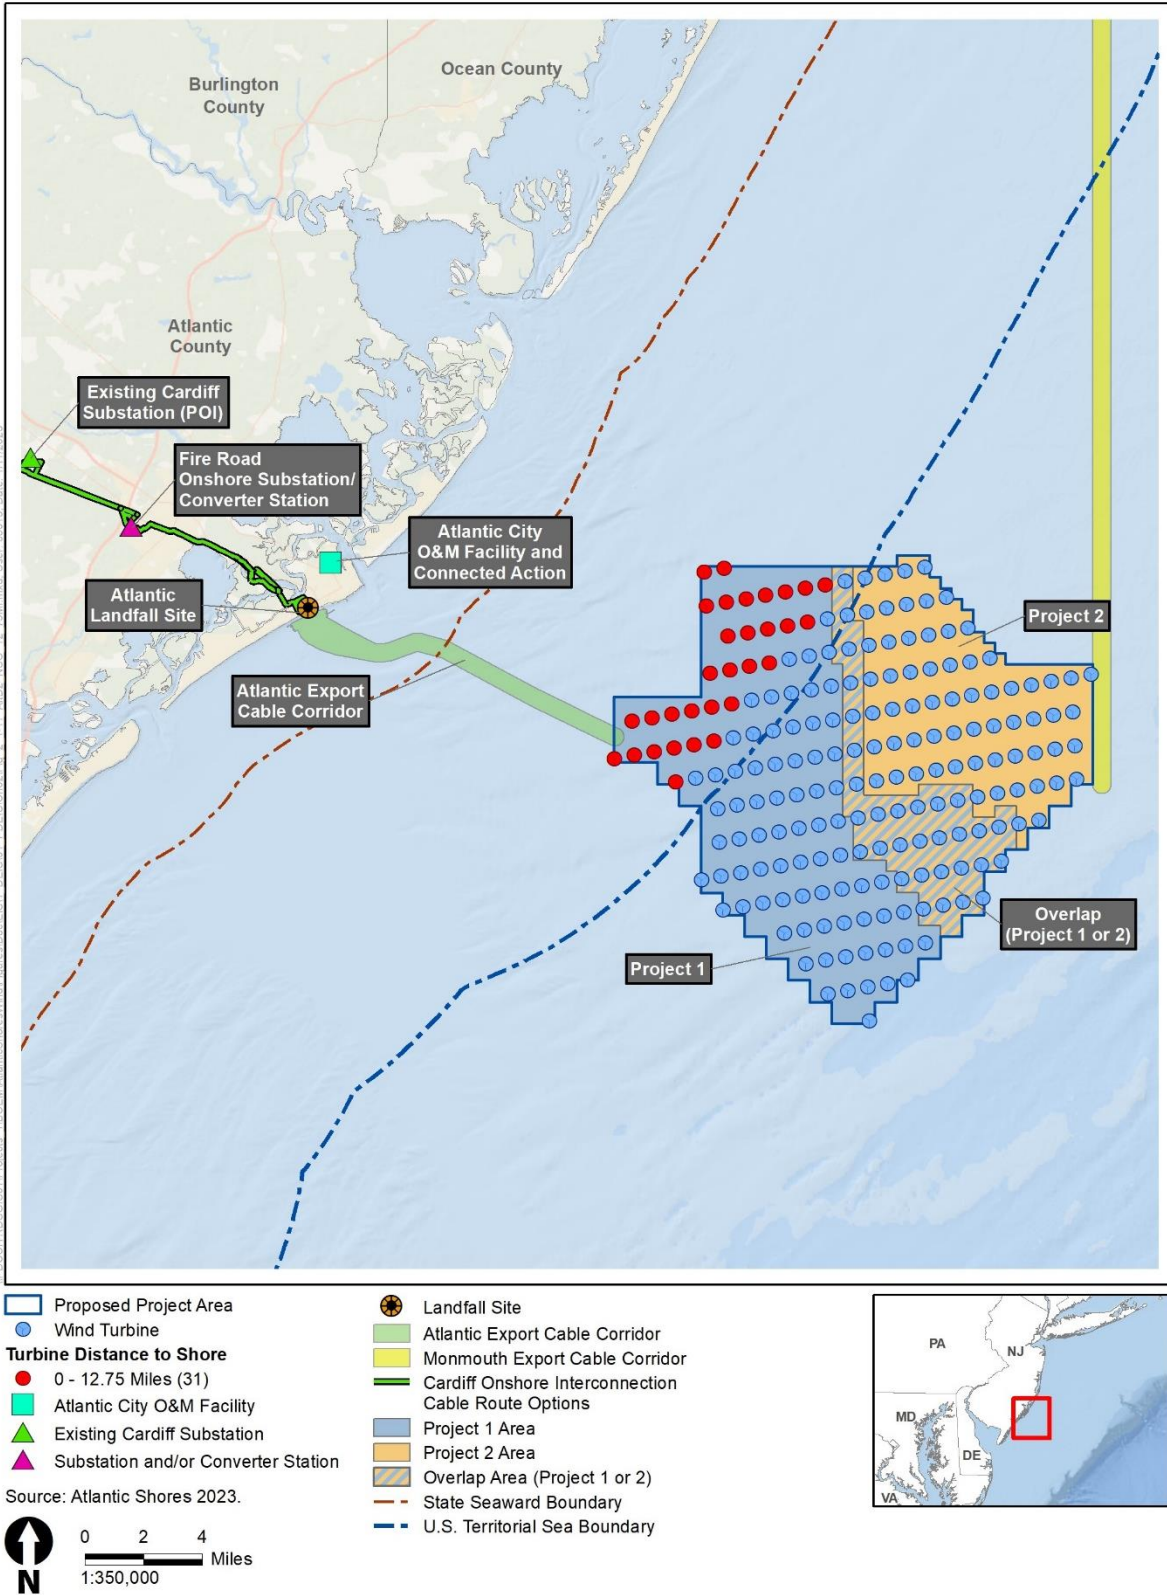 Ocean County
Burlington
County
Atlantic
County
Existing Cardiff
Substation (POI)
Fire Road
Onshore Substation/
Converter Station
Atlantic City
O&M Facility and
Connected Action
Atlantic
Landfall Site
Atlantic Export
Cable Corridor
Project 2
Overlap
(Project 1 or 2)
Project 1
Proposed Project Area
Wind Turbine
Turbine Distance to Shore
0 - 12.75 Miles (31)
Atlantic City O&M Facility
Existing Cardiff Substation
Substation and/or Converter Station
Source: Atlantic Shores 2023.
N
0 2 4
Miles
1:350,000
Landfall Site
Atlantic Export Cable Corridor
Monmouth Export Cable Corridor
Cardiff Onshore Interconnection
Cable Route Options
Project 1 Area
Project 2 Area
Overlap Area (Project 1 or 2)
State Seaward Boundary
U.S. Territorial Sea Boundary
PA
NJ
MD
DE
VA